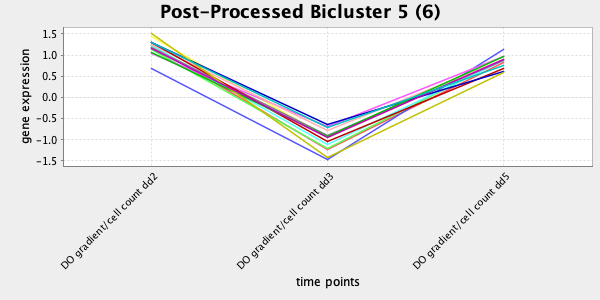 Post-Processed Bicluster 5 (6)
gene expression
1.5
1.0
0.5
0.0
-0.5
-1.0
-1.5
DO gradient/cell count dd2
DO gradient/cell count dd3
DO gradient/cell count dd5
time points